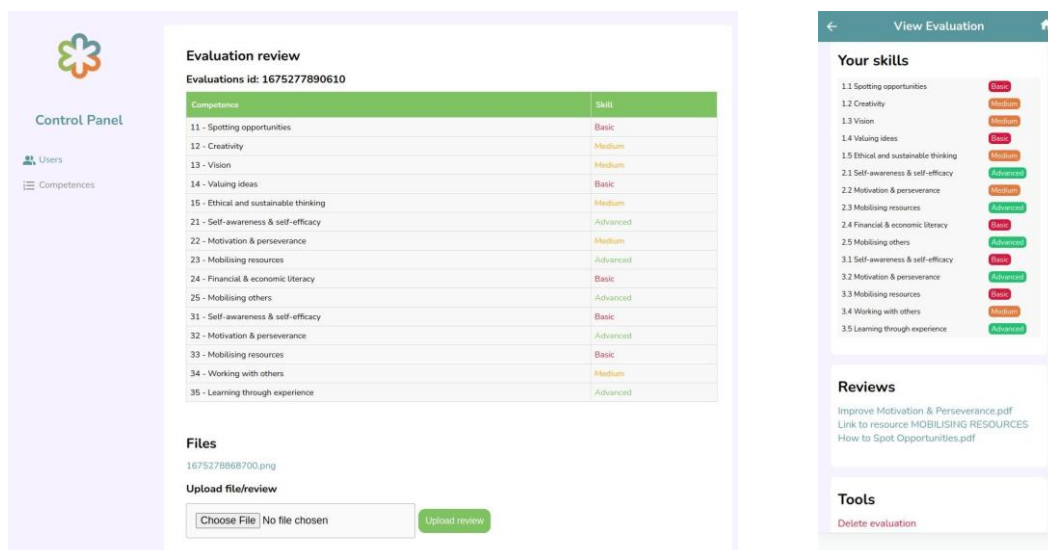 Control Panel
Users
Competences
Evaluation review
Evaluations id: 1675277890610
Competence Skill
11 - Spotting opportunities Basic
12 - Creativity Medium
13 - Vision Medium
14 - Valuing ideas Basic
15 - Ethical and sustainable thinking Medium
21 - Self-awareness & self-efficacy Advanced
22 - Motivation & perseverance Medium
23 - Mobilising resources Advanced
24 - Financial & economic literacy Basic
25 - Mobilising others Advanced
31 - Self-awareness & self-efficacy Basic
32 - Motivation & perseverance Advanced
33 - Mobilising resources Basic
34 - Working with others Medium
35 - Learning through experience Advanced
Files
1675278868700.png
Upload file/review
Choose File No file chosen Upload review
View Evaluation
Your skills
1.1 Spotting opportunities Basic
1.2 Creativity Medium
1.3 Vision Medium
1.4 Valuing ideas Basic
1.5 Ethical and sustainable thinking Medium
2.1 Self-awareness & self-efficacy Advanced
2.2 Motivation & perseverance Medium
2.3 Mobilising resources Advanced
2.4 Financial & economic literacy Basic
2.5 Mobilising others Advanced
3.1 Self-awareness & self-efficacy Basic
3.2 Motivation & perseverance Advanced
3.3 Mobilising resources Basic
3.4 Working with others Medium
3.5 Learning through experience Advanced
Reviews
Improve Motivation & Perseverance.pdf
Link to resource MOBILISING RESOURCES
How to Spot Opportunities.pdf
Tools
Delete evaluation